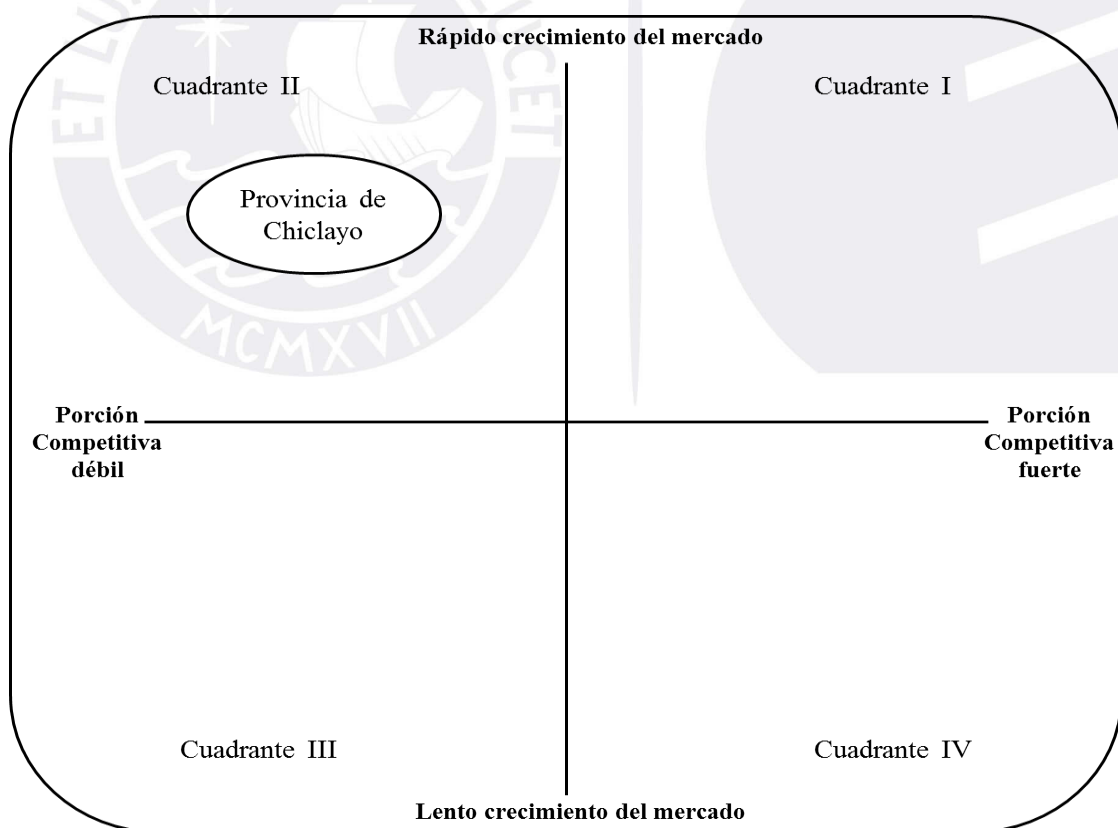 Rápido crecimiento del mercado
Cuadrante II
Cuadrante I
Provincia de
Chiclayo
MCMXVII
Porción
Competitiva
débil
Porción
Competitiva
fuerte
Cuadrante III
Cuadrante IV
Lento crecimiento del mercado